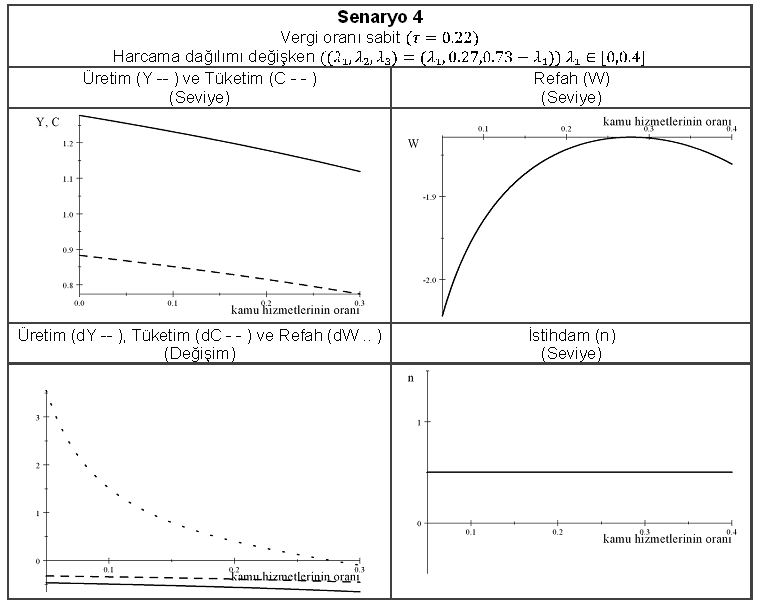 Senaryo 4
Vergi oranı sabit (τ = 0.22)
Harcama dağılımı değişken ((λ₁, λ₂, λ₃) = (λ₁, 0.27,0.73 − λ₁)) λ₁ ∈ [0,0.4]
Üretim (Y -- ) ve Tüketim (C - - )
(Seviye)
Y, C
1.2
1.1
1.0
0.9
0.8
0.0 0.1 0.2 0.3
kamu hizmetlerinin oranı
Refah (W)
(Seviye)
kamu hizmetlerinin oranı
0.1 0.2 0.3 0.4
W
-1.9
-2.0
Üretim (dY -- ), Tüketim (dC - - ) ve Refah (dW .. )
(Değişim)
3
2
1
0
0.1 0.2 0.3
kamu hizmetlerinin oranı
İstihdam (n)
(Seviye)
n
1
0
0.1 0.2 0.3 0.4
kamu hizmetlerinin oranı